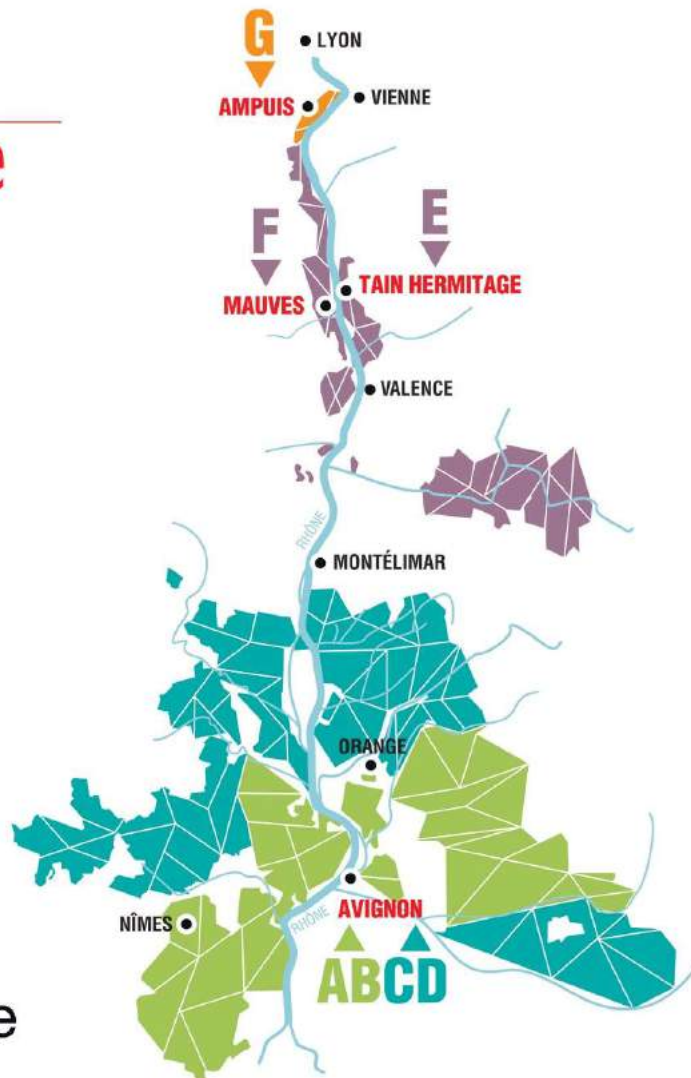 G
LYON
AMPUIS
VIENNE
e
F
E
TAIN HERMITAGE
MAUVES
VALENCE
RHÔNE
MONTÉLIMAR
ORANGE
AVIGNON
NÎMES
RHÔNE
ABCD
e